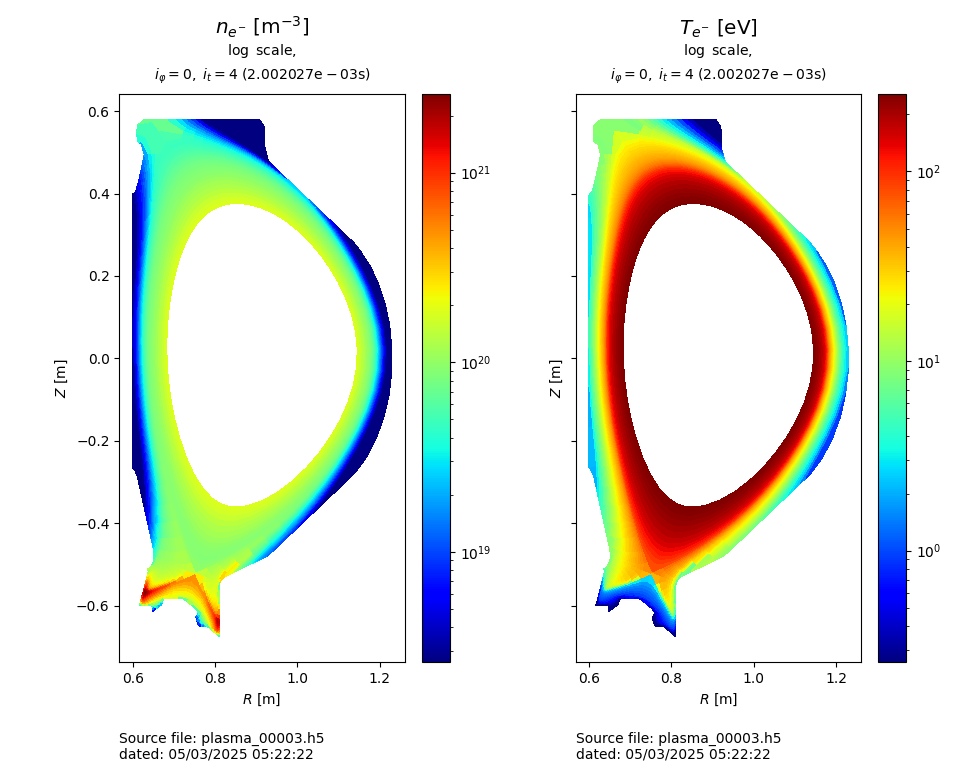 n_{e^-} [m^{-3}]
log scale,
i_φ = 0, i_t = 4 (2.002027e − 03s)
0.6
0.4
0.2
0.0
−0.2
−0.4
−0.6
Z [m]
0.6 0.8 1.0 1.2
R [m]
10^{21}
10^{20}
10^{19}
Source file: plasma_00003.h5
dated: 05/03/2025 05:22:22
T_{e^-} [eV]
log scale,
i_φ = 0, i_t = 4 (2.002027e − 03s)
Z [m]
0.6 0.8 1.0 1.2
R [m]
10^2
10^1
10^0
Source file: plasma_00003.h5
dated: 05/03/2025 05:22:22